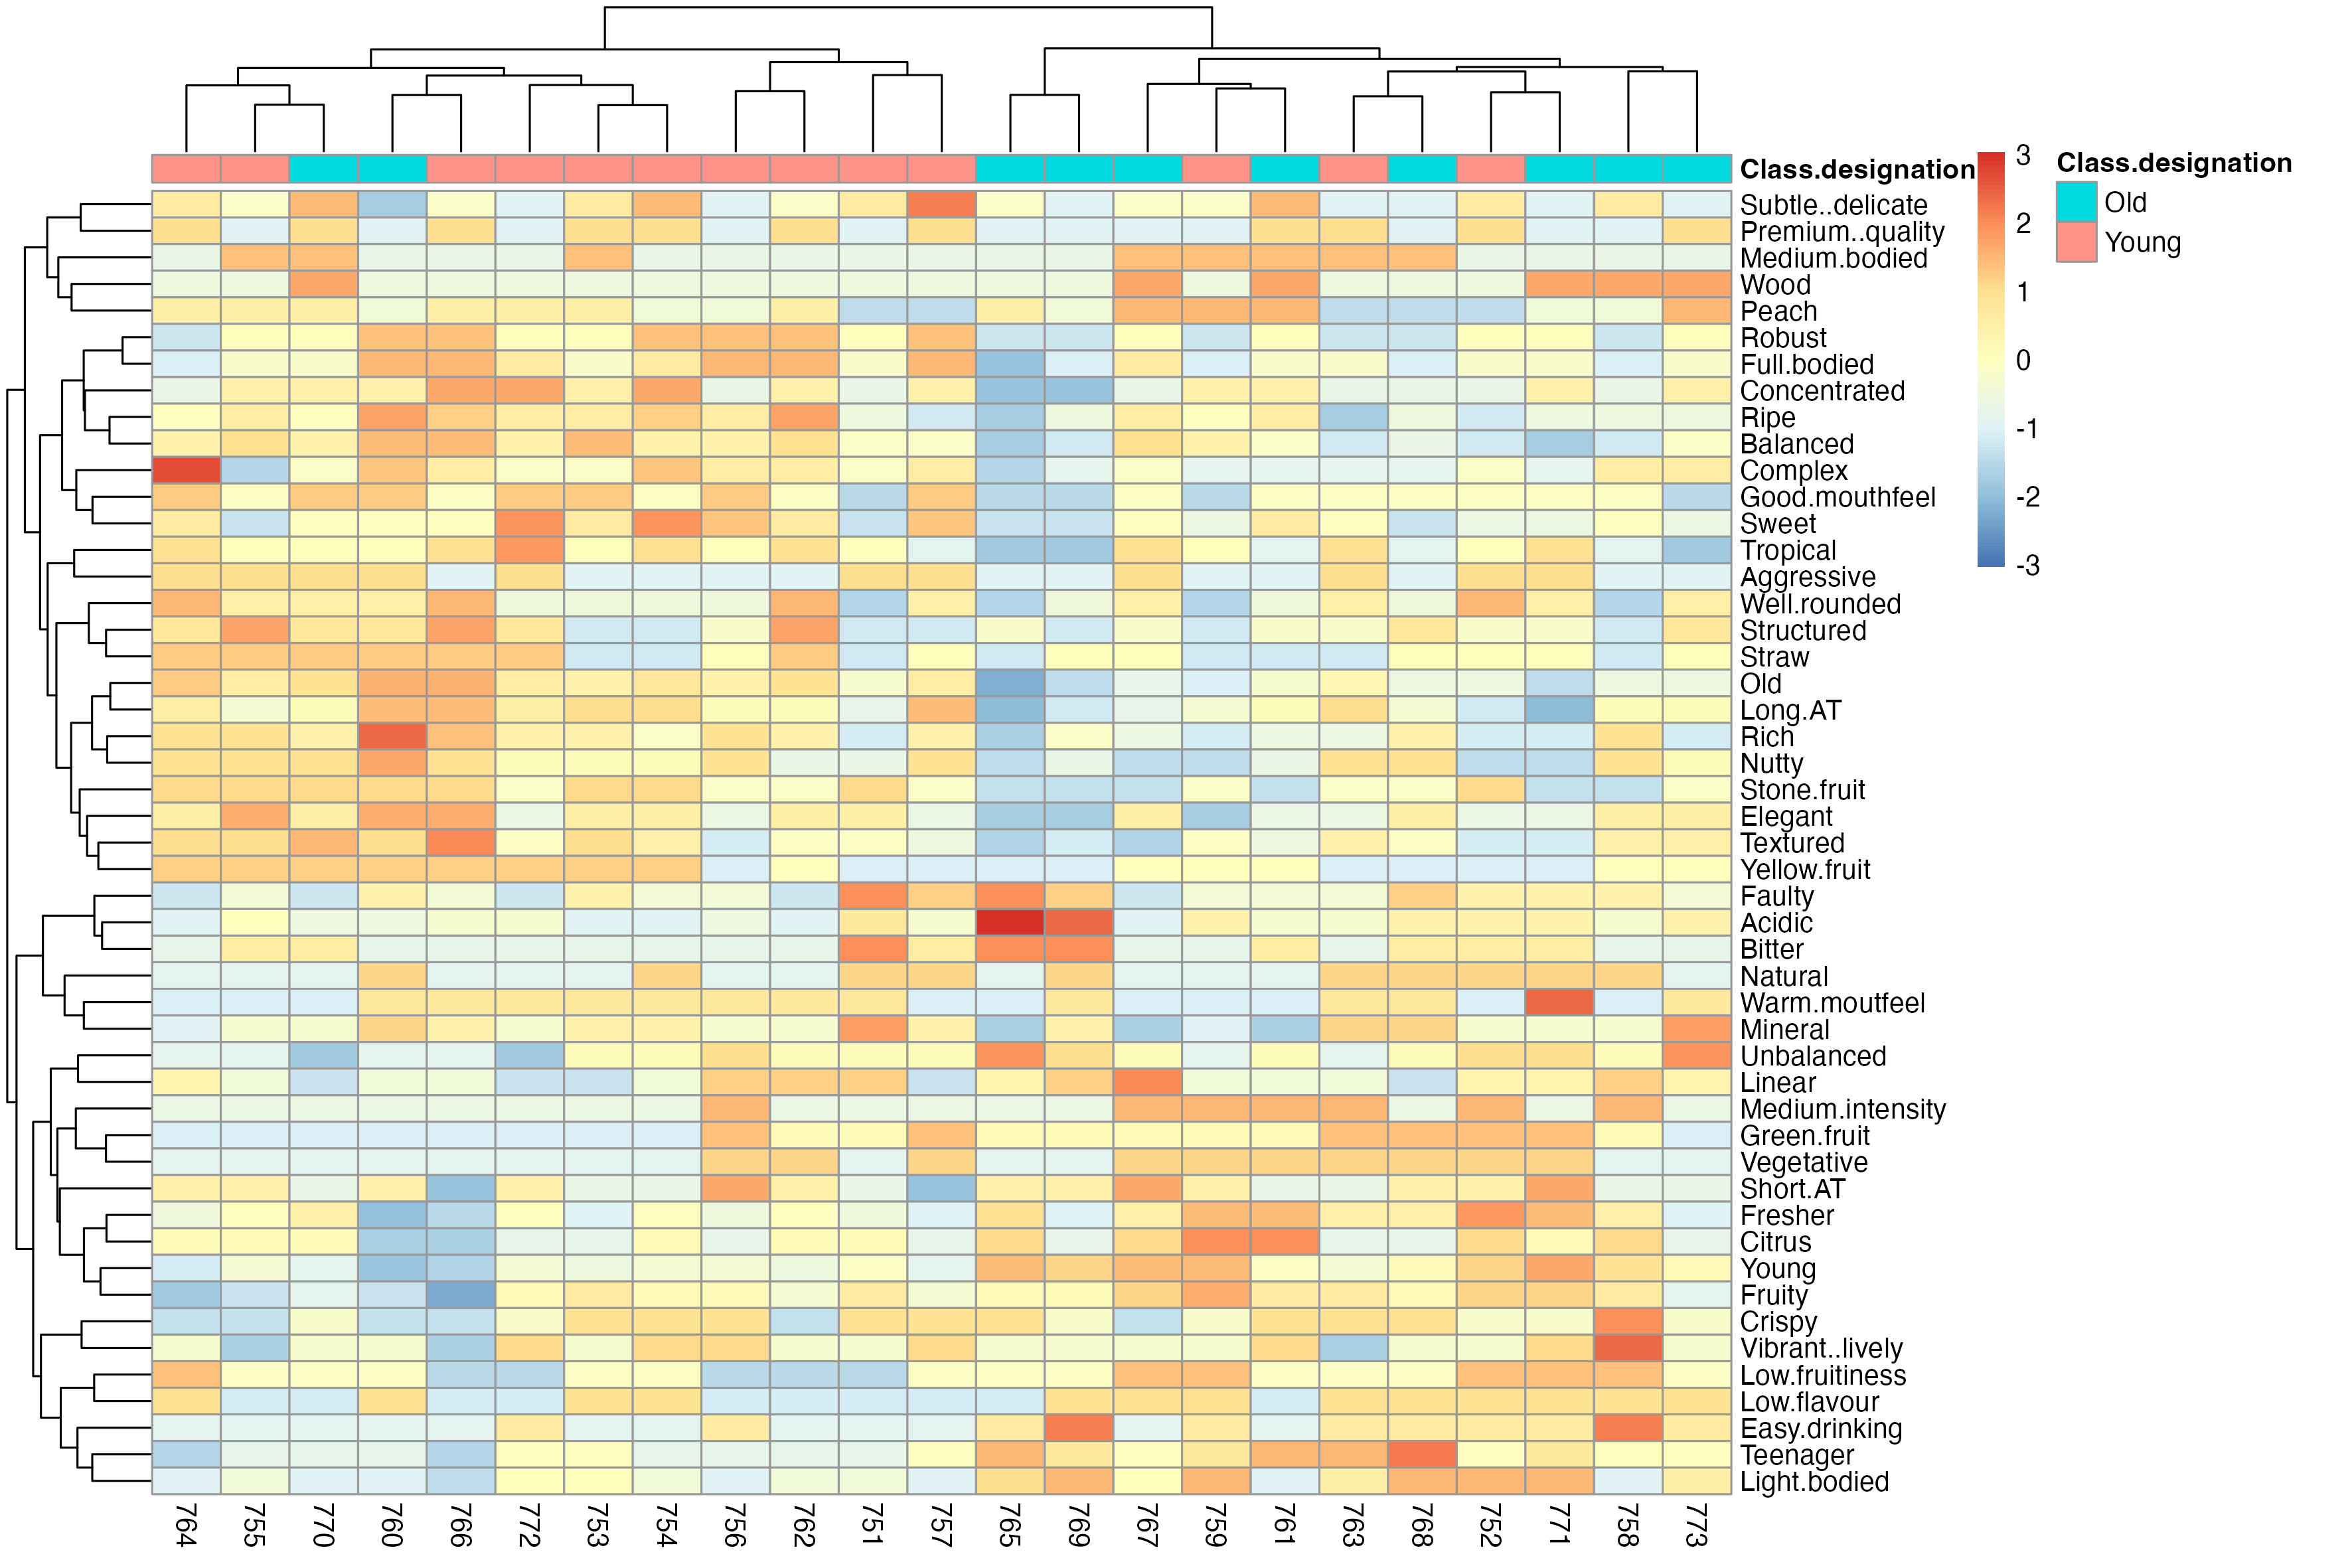 Class.designation
3
2
1
0
-1
-2
-3
Class.designation
Old
Young
Subtle..delicate
Premium..quality
Medium.bodied
Wood
Peach
Robust
Full.bodied
Concentrated
Ripe
Balanced
Complex
Good.mouthfeel
Sweet
Tropical
Aggressive
Well.rounded
Structured
Straw
Old
Long.AT
Rich
Nutty
Stone.fruit
Elegant
Textured
Yellow.fruit
Faulty
Acidic
Bitter
Natural
Warm.moutfeel
Mineral
Unbalanced
Linear
Medium.intensity
Green.fruit
Vegetative
Short.AT
Fresher
Citrus
Young
Fruity
Crispy
Vibrant..lively
Low.fruitiness
Low.flavour
Easy.drinking
Teenager
Light.bodied
764
755
770
760
766
772
753
754
756
762
751
757
765
769
767
759
761
763
768
752
771
758
773